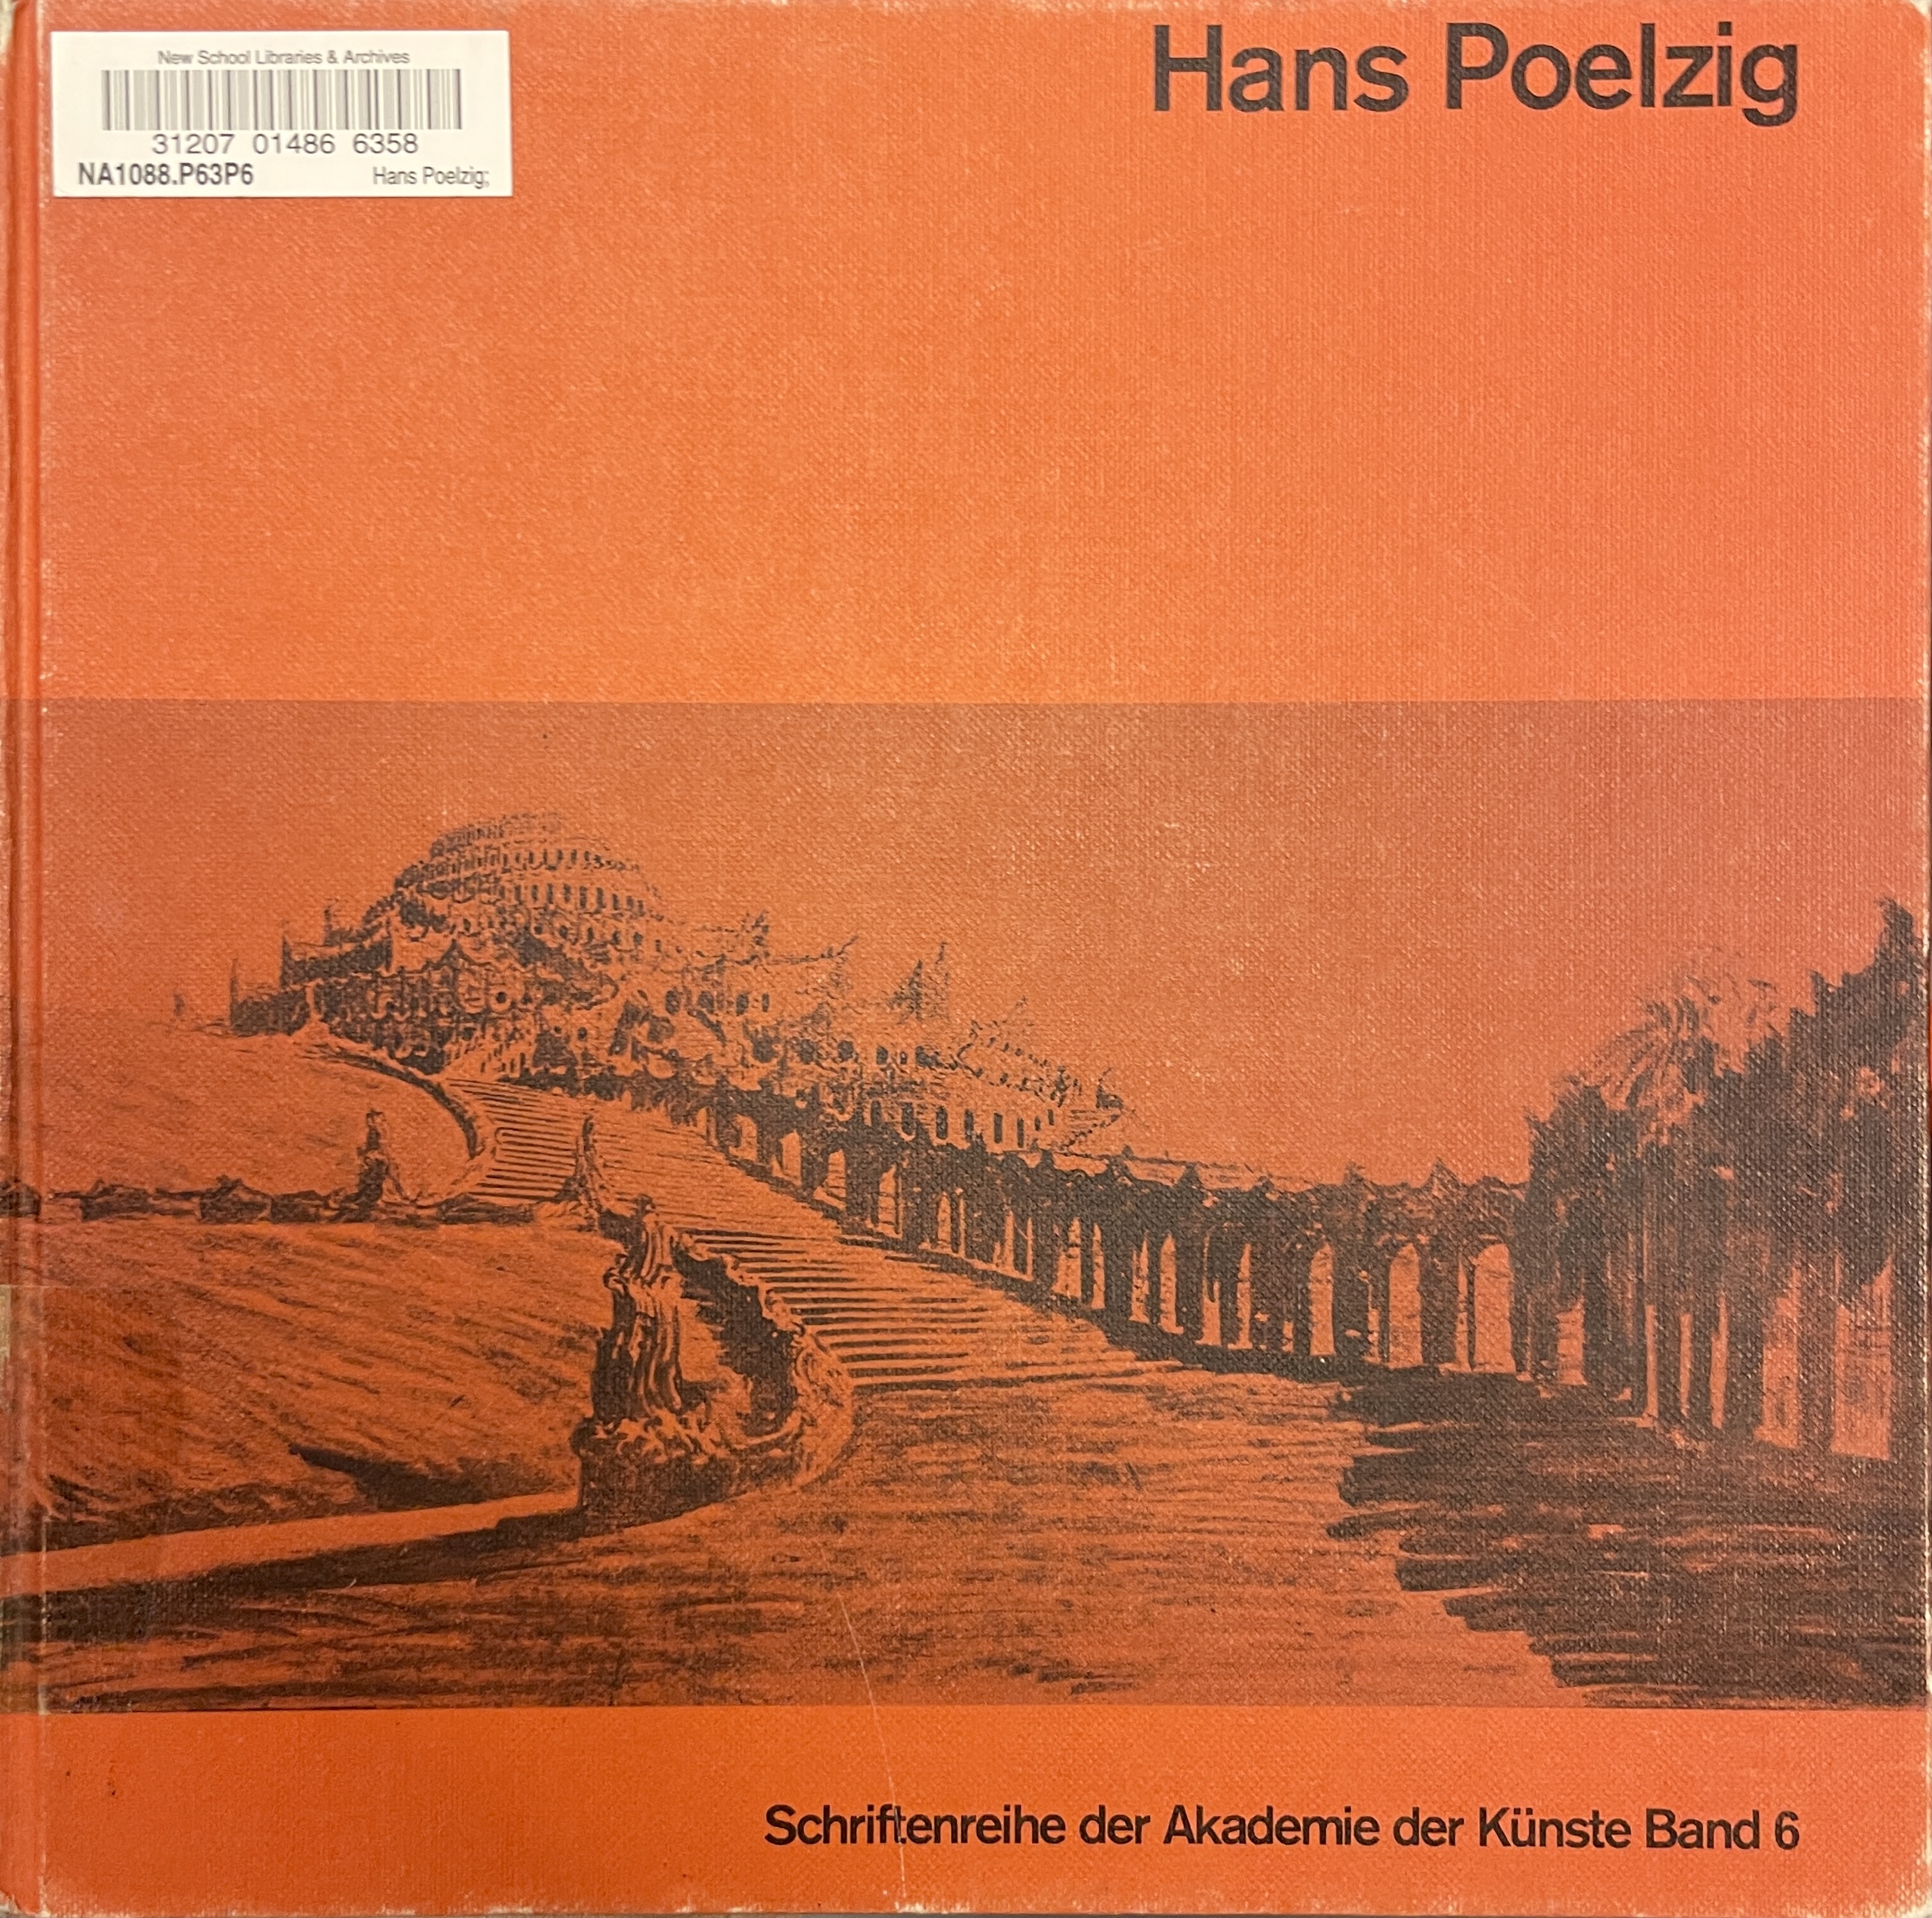 Hans Poelzig
New School Libraries & Archives
31207 01486 6358
NA1088.P63P6 Hans Poelzig;
Schriftenreihe der Akademie der Künste Band 6